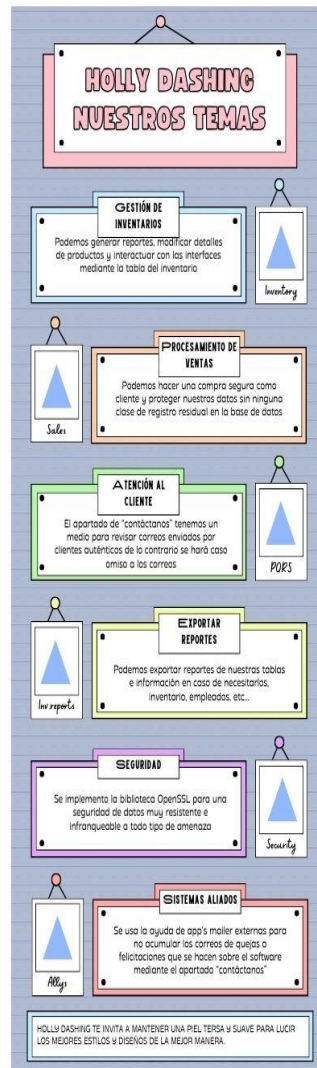 HOLLY DASHING
NUESTROS TEMAS
GESTIÓN DE
INVENTARIOS
Podemos generar reportes, modificar detalles
de productos y interactuar con las interfaces
mediante la tabla del inventario
Inventory
Sales
PROCESAMIENTO DE
VENTAS
Podemos hacer una compra segura como
cliente y proteger nuestros datos sin ninguna
clase de registro residual en la base de datos
ATENCIÓN AL
CLIENTE
El apartado de "contáctanos" tenemos un
medio para revisar correos enviados por
clientes auténticos de lo contrario se hará caso
omiso a los correos
PQRS
Inv.reports
EXPORTAR
REPORTES
Podemos exportar reportes de nuestras tablas
e información en caso de necesitarlos,
inventario, empleados, etc...
SEGURIDAD
Se implemento la biblioteca OpenSSL para una
seguridad de datos muy resistente e
infranqueable a todo tipo de amenaza
Security
Allys
SISTEMAS ALIADOS
Se usa la ayuda de app's mailer externas para
no acumular los correos de quejas o
felicitaciones que se hacen sobre el software
mediante el apartado "contáctanos"
HOLLY DASHING TE INVITA A MANTENER UNA PIEL TERSA Y SUAVE PARA LUCIR
LOS MEJORES ESTILOS Y DISEÑOS DE LA MEJOR MANERA.